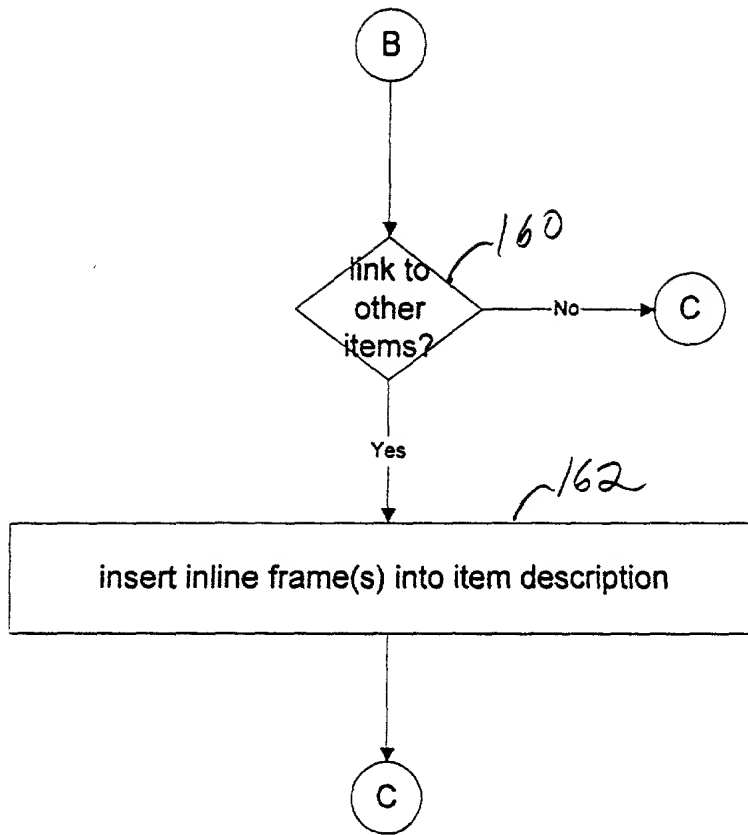 B
160
link to
other
items?
No
C
Yes
162
insert inline frame(s) into item description
C